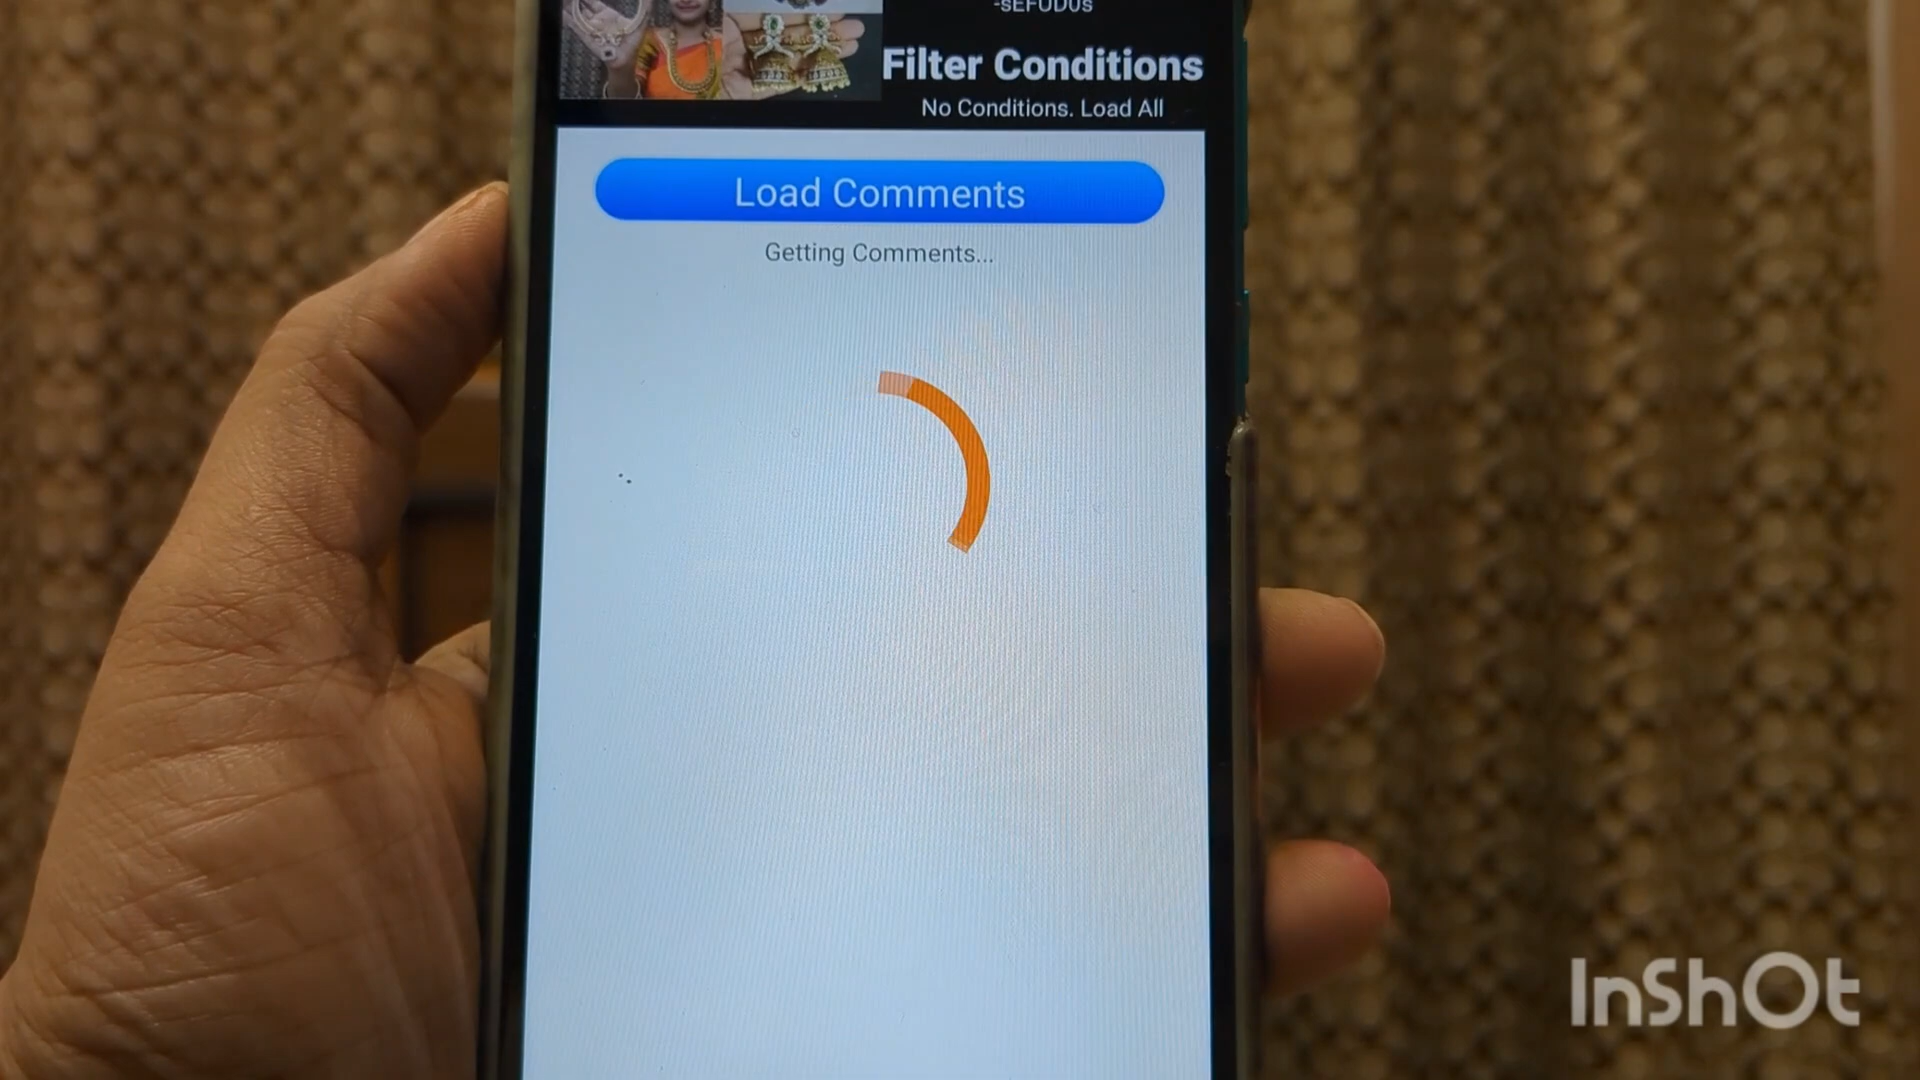 Filter Conditions
No Conditions. Load All
Load Comments
Getting Comments...
InShOt